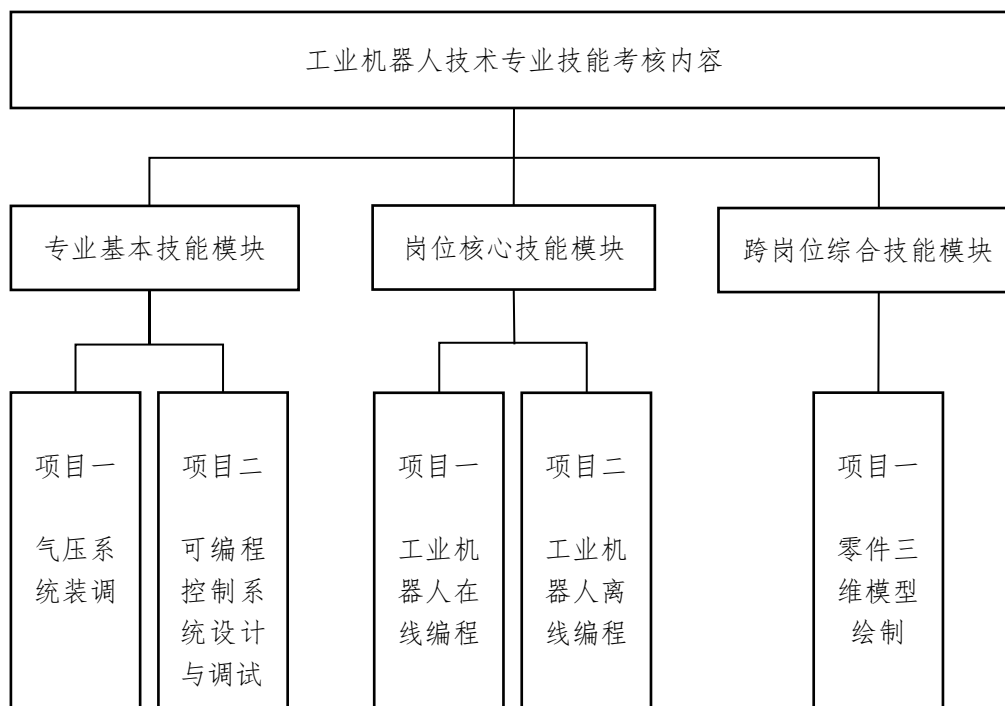 工业机器人技术专业技能考核内容
专业基本技能模块
岗位核心技能模块
跨岗位综合技能模块
项目一
气压系
统装调
项目二
可编程
控制系
统设计
与调试
项目一
工业机
器人在
线编程
项目二
工业机
器人离
线编程
项目一
零件三
维模型
绘制